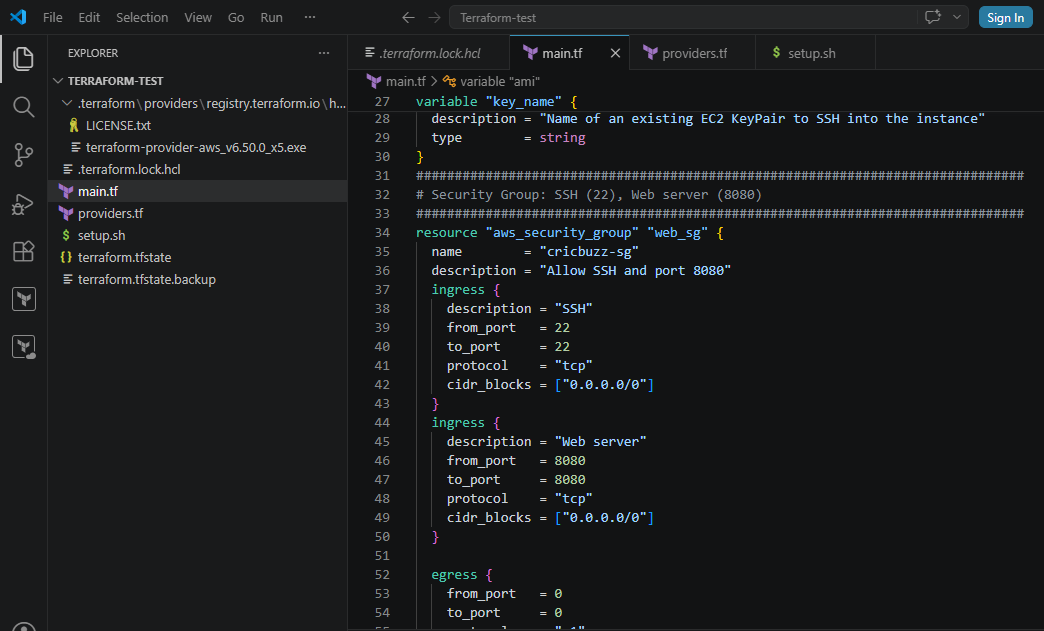 File Edit Selection View Go Run ··· ← → Terraform-test Sign In
EXPLORER ···
TERRAFORM-TEST
.terraform\providers\registry.terraform.io\h...
LICENSE.txt
terraform-provider-aws_v6.50.0_x5.exe
.terraform.lock.hcl
main.tf
providers.tf
$ setup.sh
{} terraform.tfstate
terraform.tfstate.backup
.terraform.lock.hcl main.tf × providers.tf $ setup.sh
main.tf > variable "ami"
27 variable "key_name" {
28 description = "Name of an existing EC2 KeyPair to SSH into the instance"
29 type = string
30 }
31 ###############################################################################
32 # Security Group: SSH (22), Web server (8080)
33 ###############################################################################
34 resource "aws_security_group" "web_sg" {
35 name = "cricbuzz-sg"
36 description = "Allow SSH and port 8080"
37 ingress {
38 description = "SSH"
39 from_port = 22
40 to_port = 22
41 protocol = "tcp"
42 cidr_blocks = ["0.0.0.0/0"]
43 }
44 ingress {
45 description = "Web server"
46 from_port = 8080
47 to_port = 8080
48 protocol = "tcp"
49 cidr_blocks = ["0.0.0.0/0"]
50 }
51
52 egress {
53 from_port = 0
54 to_port = 0